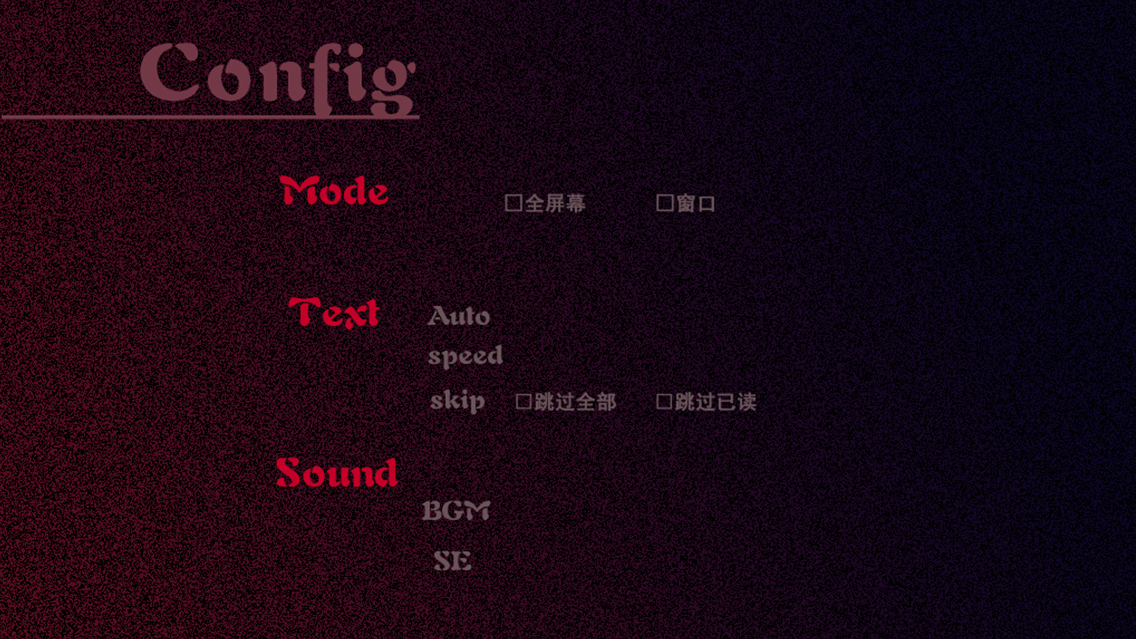 Config
Mode □全屏幕 □窗口
Text Auto
speed
skip □跳过全部 □跳过已读
Sound
BGM
SE